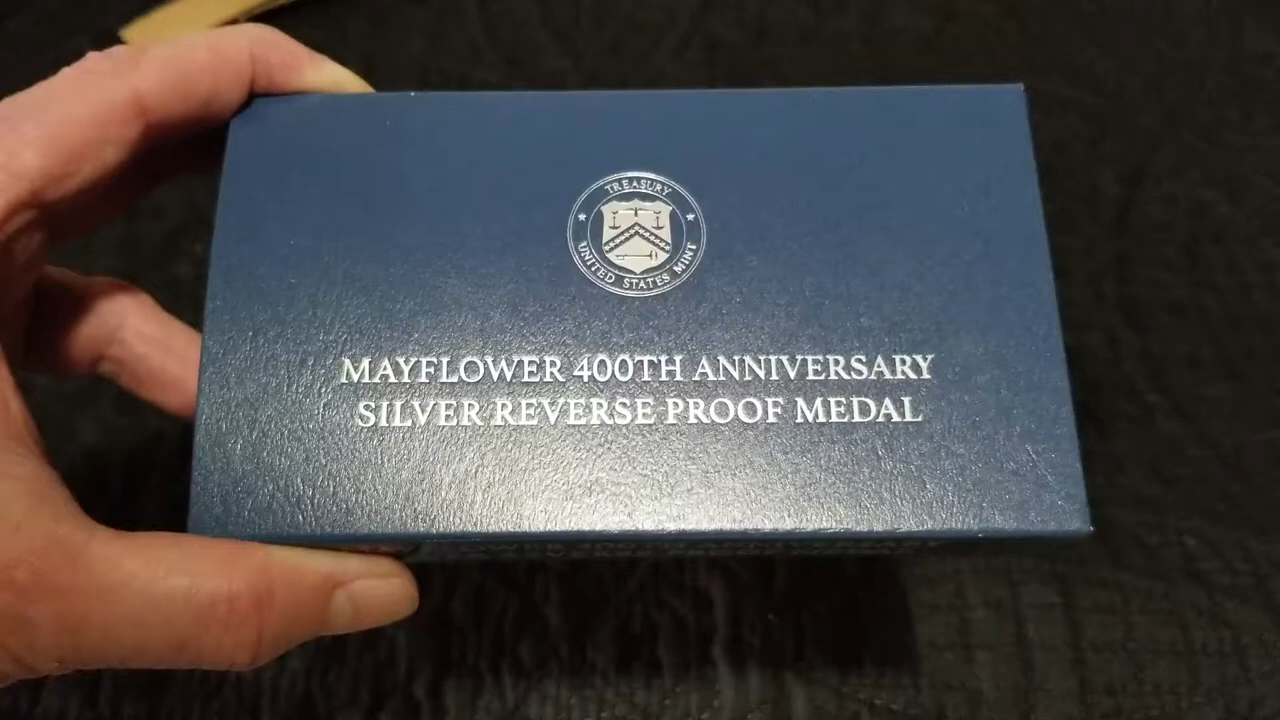 TREASURY
UNITED STATES MINT
MAYFLOWER 400TH ANNIVERSARY
SILVER REVERSE PROOF MEDAL